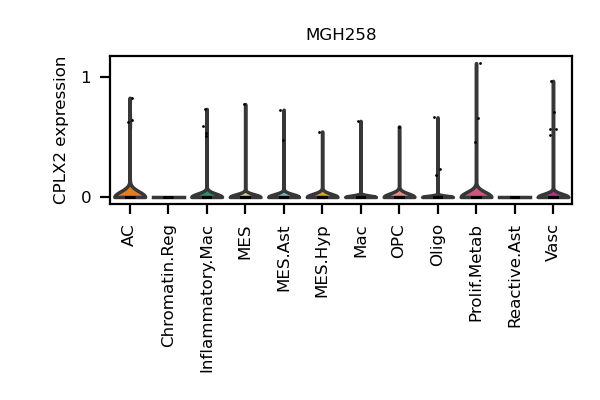 MGH258
CPLX2 expression
1
0
AC
Chromatin.Reg
Inflammatory.Mac
MES
MES.Ast
MES.Hyp
Mac
OPC
Oligo
Prolif.Metab
Reactive.Ast
Vasc